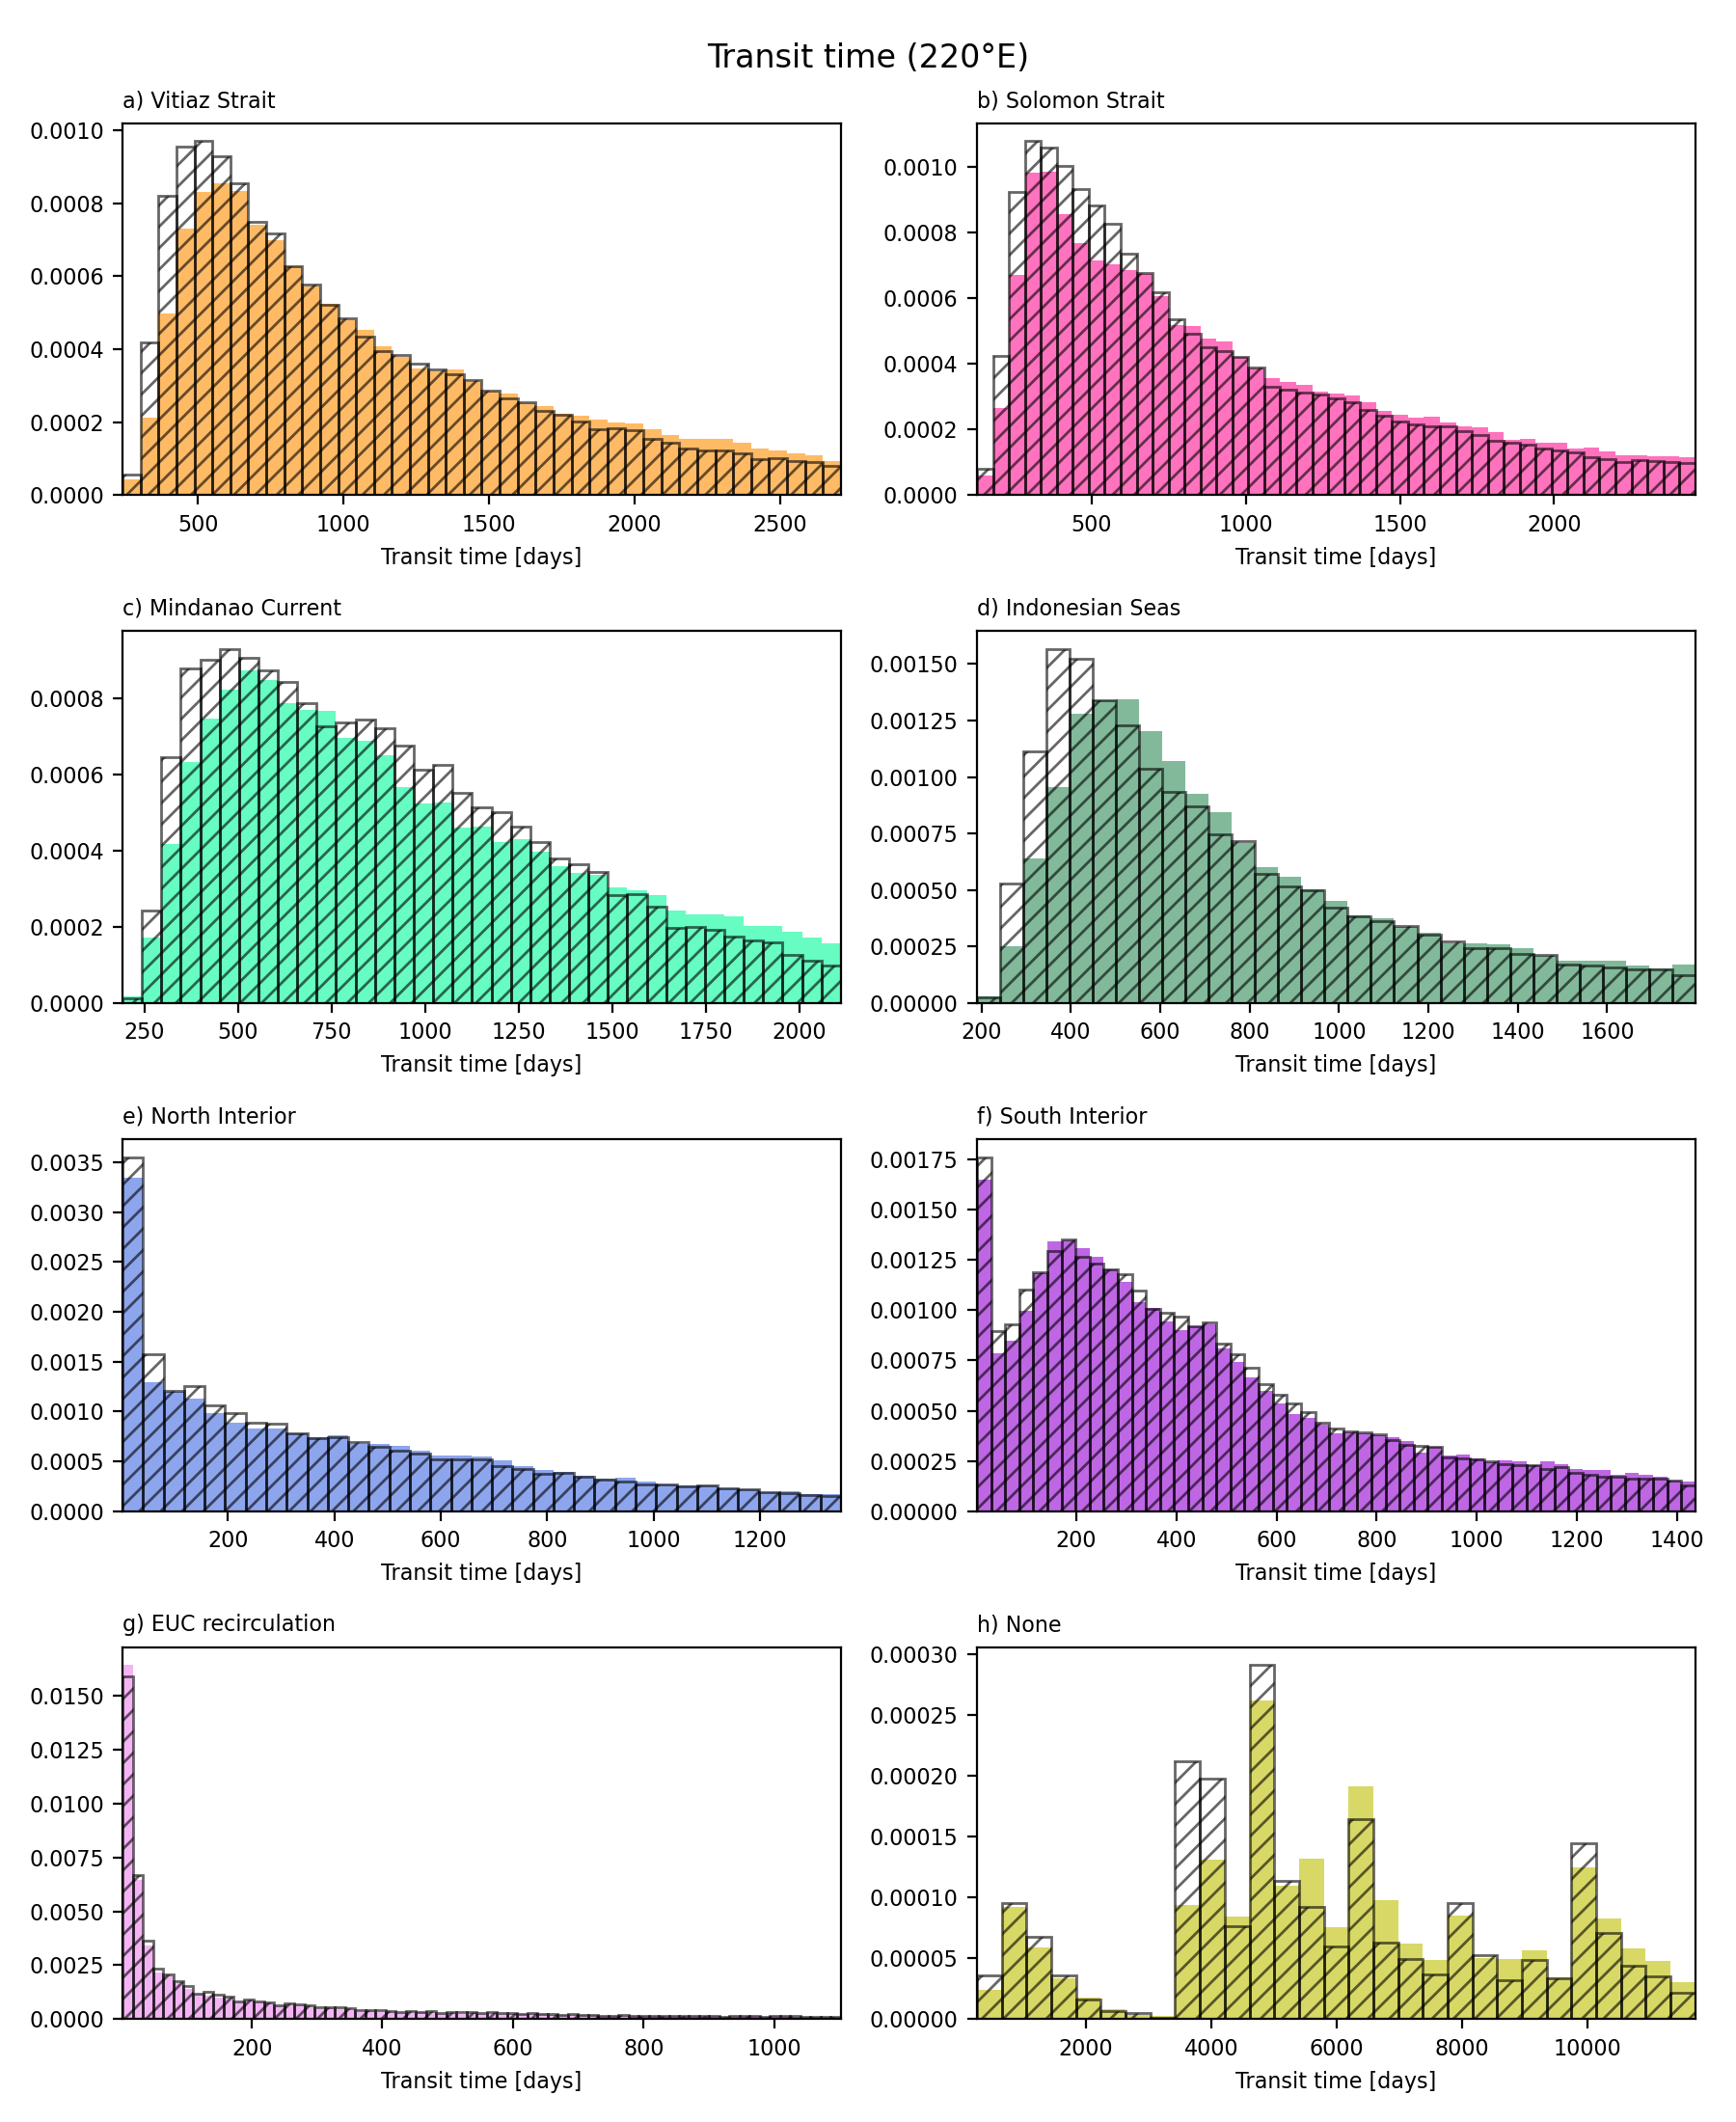 Transit time (220°E)
a) Vitiaz Strait
0.0010
0.0008
0.0006
0.0004
0.0002
0.0000
500 1000 1500 2000 2500
Transit time [days]
b) Solomon Strait
0.0010
0.0008
0.0006
0.0004
0.0002
0.0000
500 1000 1500 2000
Transit time [days]
c) Mindanao Current
0.0008
0.0006
0.0004
0.0002
0.0000
250 500 750 1000 1250 1500 1750 2000
Transit time [days]
d) Indonesian Seas
0.00150
0.00125
0.00100
0.00075
0.00050
0.00025
0.00000
200 400 600 800 1000 1200 1400 1600
Transit time [days]
e) North Interior
0.0035
0.0030
0.0025
0.0020
0.0015
0.0010
0.0005
0.0000
200 400 600 800 1000 1200
Transit time [days]
f) South Interior
0.00175
0.00150
0.00125
0.00100
0.00075
0.00050
0.00025
0.00000
200 400 600 800 1000 1200 1400
Transit time [days]
g) EUC recirculation
0.0150
0.0125
0.0100
0.0075
0.0050
0.0025
0.0000
200 400 600 800 1000
Transit time [days]
h) None
0.00030
0.00025
0.00020
0.00015
0.00010
0.00005
0.00000
2000 4000 6000 8000 10000
Transit time [days]